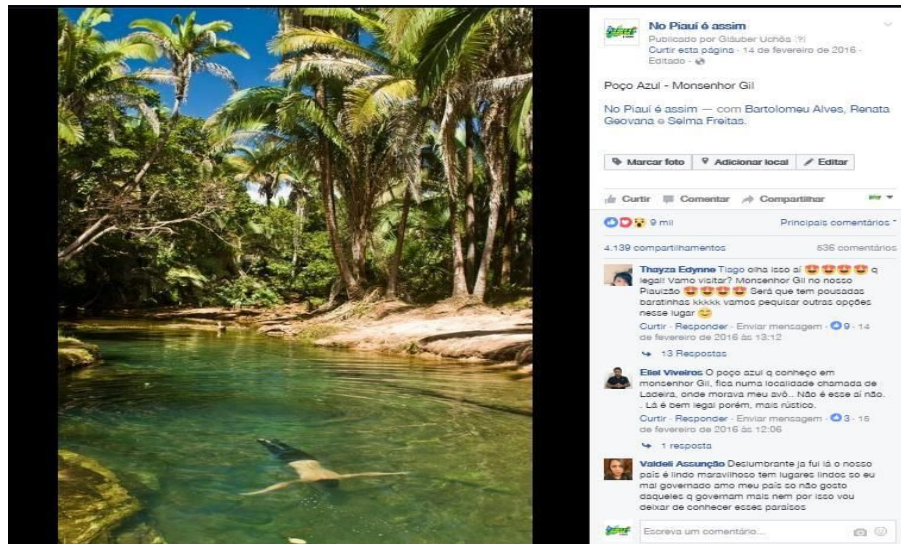 No Piauí é assim
Publicado por Gláuber Uchôa [?]
Curtir esta página · 14 de fevereiro de 2016 ·
Editado ·
Poço Azul - Monsenhor Gil
No Piauí é assim — com Bartolomeu Alves, Renata
Geovana e Selma Freitas.
Marcar foto Adicionar local Editar
Curtir Comentar Compartilhar
9 mil Principais comentários
4.139 compartilhamentos 636 comentários
Thayza Edynne Tiago olha isso aí q
legal! Vamo visitar? Monsenhor Gil no nosso
Piauizão Será que tem pousadas
baratinhas kkkkk vamos pequisar outras opções
nesse lugar
Curtir · Responder · Enviar mensagem · 9 · 14
de fevereiro de 2016 às 13:12
13 Respostas
Eliel Viveiros O poço azul q conheço em
monsenhor Gil, fica numa localidade chamada de
Ladeira, onde morava meu avô.. Não é esse aí não.
. Lá é bem legal porém, mais rústico.
Curtir · Responder · Enviar mensagem · 3 · 15
de fevereiro de 2016 às 12:06
1 resposta
Valdeli Assunção Deslumbrante ja fui lá o nosso
país é lindo maravilhoso tem lugares lindos so eu
mal governado amo meu país so não gosto
daqueles q governam mais nem por isso vou
deixar de conhecer esses paraísos
Escreva um comentário...